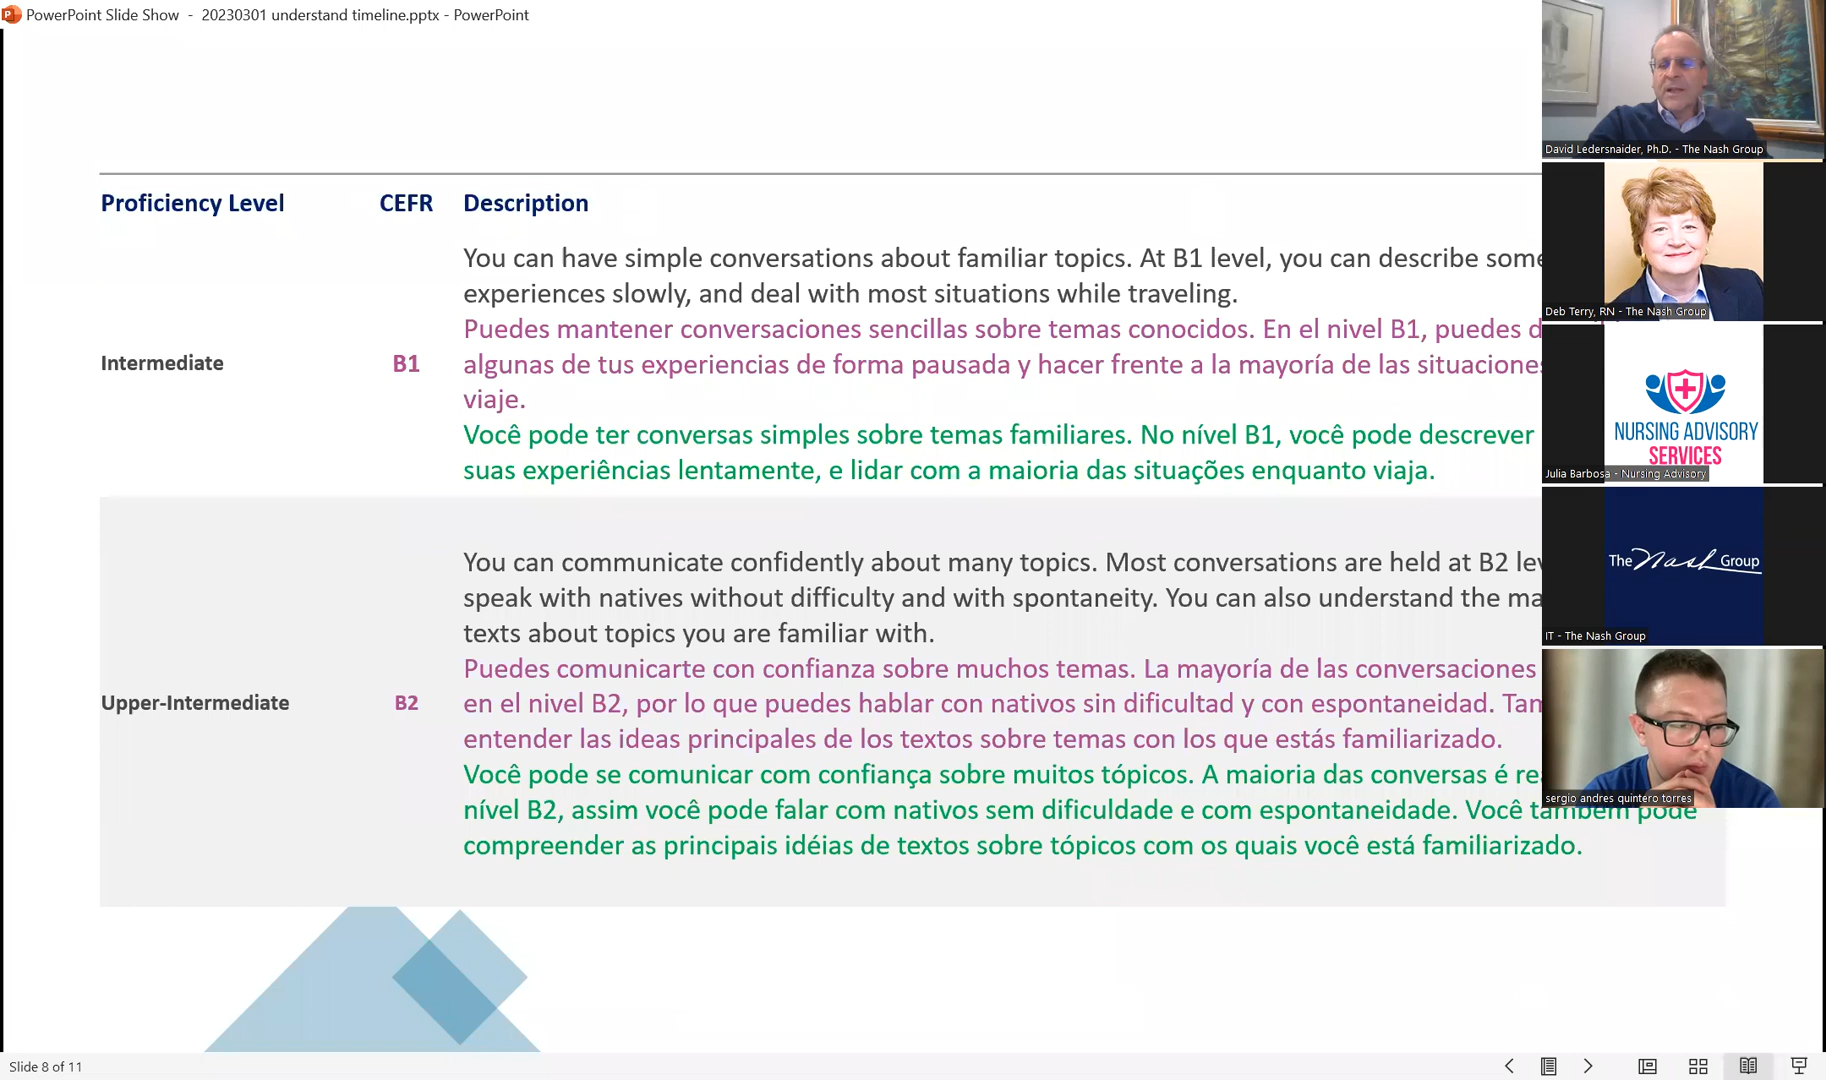 PowerPoint Slide Show - 20230301 understand timeline.pptx - PowerPoint
Proficiency Level CEFR Description
You can have simple conversations about familiar topics. At B1 level, you can describe some
experiences slowly, and deal with most situations while traveling.
Puedes mantener conversaciones sencillas sobre temas conocidos. En el nivel B1, puedes
Intermediate B1 algunas de tus experiencias de forma pausada y hacer frente a la mayoría de las situaciones
viaje.
Você pode ter conversas simples sobre temas familiares. No nível B1, você pode descrever
suas experiências lentamente, e lidar com a maioria das situações enquanto viaja.
You can communicate confidently about many topics. Most conversations are held at B2
speak with natives without difficulty and with spontaneity. You can also understand the
texts about topics you are familiar with.
Puedes comunicarte con confianza sobre muchos temas. La mayoría de las conversaciones
Upper-Intermediate B2 en el nivel B2, por lo que puedes hablar con nativos sin dificultad y con espontaneidad.
entender las ideas principales de los textos sobre temas con los que estás familiarizado.
Você pode se comunicar com confiança sobre muitos tópicos. A maioria das conversas é
nível B2, assim você pode falar com nativos sem dificuldade e com espontaneidade. Você também pode
compreender as principais idéias de textos sobre tópicos com os quais você está familiarizado.
David Ledersnaider, Ph.D. - The Nash Group
Deb Terry, RN - The Nash Group
NURSING ADVISORY
SERVICES
Julia Barbosa - Nursing Advisory
The Nash Group
IT - The Nash Group
sergio andres quintero torres
Slide 8 of 11